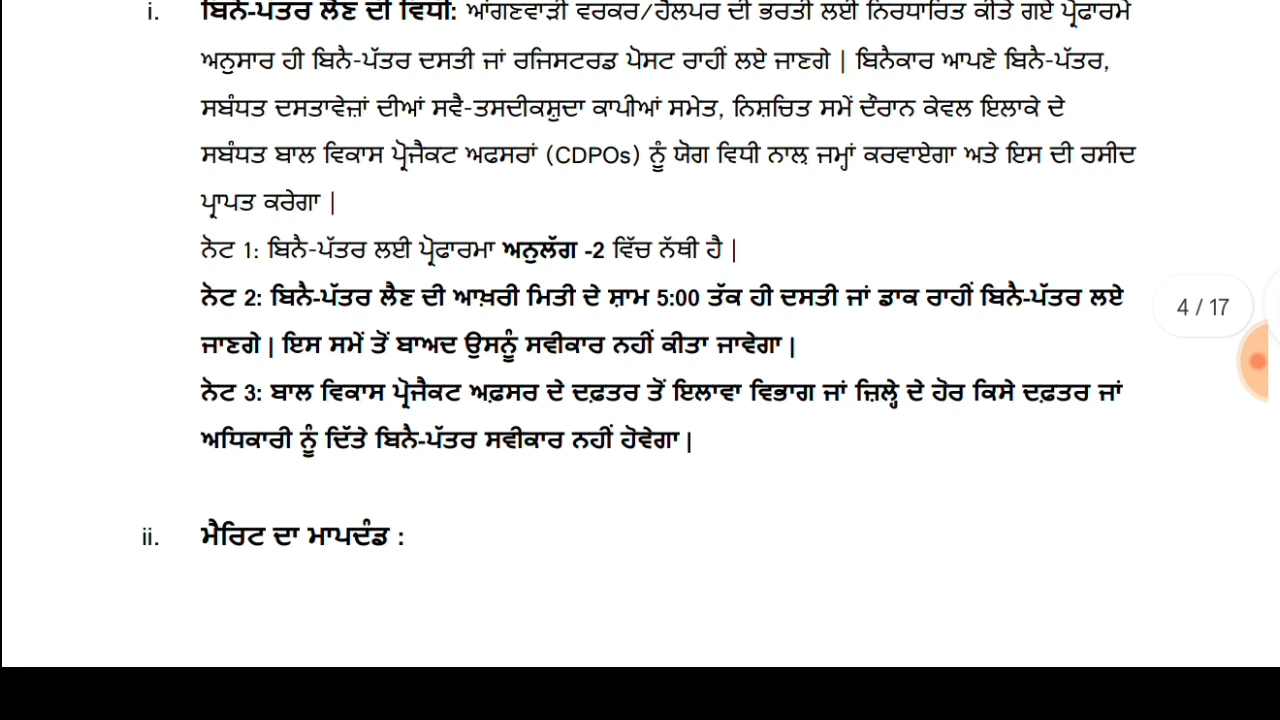 i. ਬਿਨੈ-ਪੱਤਰ ਲੈਣ ਦੀ ਵਿਧੀ: ਆਂਗਣਵਾੜੀ ਵਰਕਰ/ਹੈਲਪਰ ਦੀ ਭਰਤੀ ਲਈ ਨਿਰਧਾਰਿਤ ਕੀਤੇ ਗਏ ਪ੍ਰੋਫਾਰਮੇ
ਅਨੁਸਾਰ ਹੀ ਬਿਨੈ-ਪੱਤਰ ਦਸਤੀ ਜਾਂ ਰਜਿਸਟਰਡ ਪੋਸਟ ਰਾਹੀਂ ਲਏ ਜਾਣਗੇ | ਬਿਨੈਕਾਰ ਆਪਣੇ ਬਿਨੈ-ਪੱਤਰ,
ਸਬੰਧਤ ਦਸਤਾਵੇਜ਼ਾਂ ਦੀਆਂ ਸਵੈ-ਤਸਦੀਕਸ਼ੁਦਾ ਕਾਪੀਆਂ ਸਮੇਤ, ਨਿਸ਼ਚਿਤ ਸਮੇਂ ਦੌਰਾਨ ਕੇਵਲ ਇਲਾਕੇ ਦੇ
ਸਬੰਧਤ ਬਾਲ ਵਿਕਾਸ ਪ੍ਰੋਜੈਕਟ ਅਫਸਰਾਂ (CDPOs) ਨੂੰ ਯੋਗ ਵਿਧੀ ਨਾਲ਼ ਜਮ੍ਹਾਂ ਕਰਵਾਏਗਾ ਅਤੇ ਇਸ ਦੀ ਰਸੀਦ
ਪ੍ਰਾਪਤ ਕਰੇਗਾ |
ਨੋਟ 1: ਬਿਨੈ-ਪੱਤਰ ਲਈ ਪ੍ਰੋਫਾਰਮਾ ਅਨੁਲੱਗ -2 ਵਿੱਚ ਨੱਥੀ ਹੈ |
ਨੋਟ 2: ਬਿਨੈ-ਪੱਤਰ ਲੈਣ ਦੀ ਆਖ਼ਰੀ ਮਿਤੀ ਦੇ ਸ਼ਾਮ 5:00 ਤੱਕ ਹੀ ਦਸਤੀ ਜਾਂ ਡਾਕ ਰਾਹੀਂ ਬਿਨੈ-ਪੱਤਰ ਲਏ
ਜਾਣਗੇ | ਇਸ ਸਮੇਂ ਤੋਂ ਬਾਅਦ ਉਸਨੂੰ ਸਵੀਕਾਰ ਨਹੀਂ ਕੀਤਾ ਜਾਵੇਗਾ |
4 / 17
ਨੋਟ 3: ਬਾਲ ਵਿਕਾਸ ਪ੍ਰੋਜੈਕਟ ਅਫ਼ਸਰ ਦੇ ਦਫ਼ਤਰ ਤੋਂ ਇਲਾਵਾ ਵਿਭਾਗ ਜਾਂ ਜ਼ਿਲ੍ਹੇ ਦੇ ਹੋਰ ਕਿਸੇ ਦਫ਼ਤਰ ਜਾਂ
ਅਧਿਕਾਰੀ ਨੂੰ ਦਿੱਤੇ ਬਿਨੈ-ਪੱਤਰ ਸਵੀਕਾਰ ਨਹੀਂ ਹੋਵੇਗਾ |
ii. ਮੈਰਿਟ ਦਾ ਮਾਪਦੰਡ :